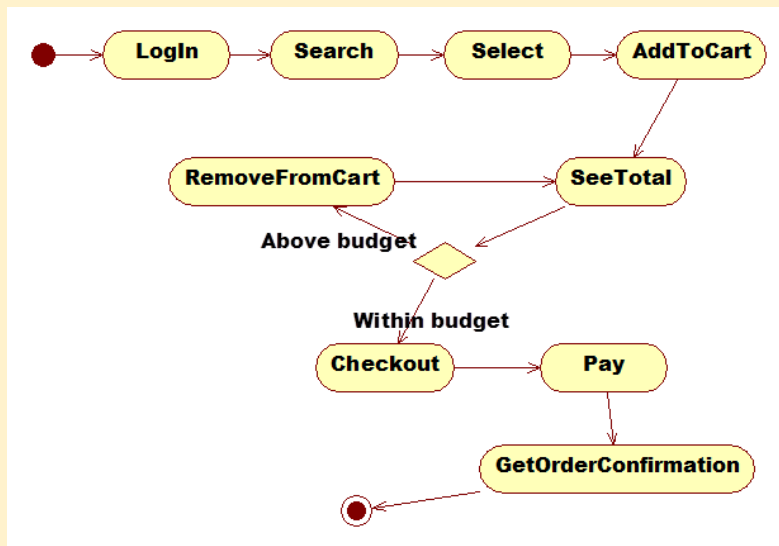 LogIn
Search
Select
AddToCart
RemoveFromCart
SeeTotal
Above budget
Within budget
Checkout
Pay
GetOrderConfirmation